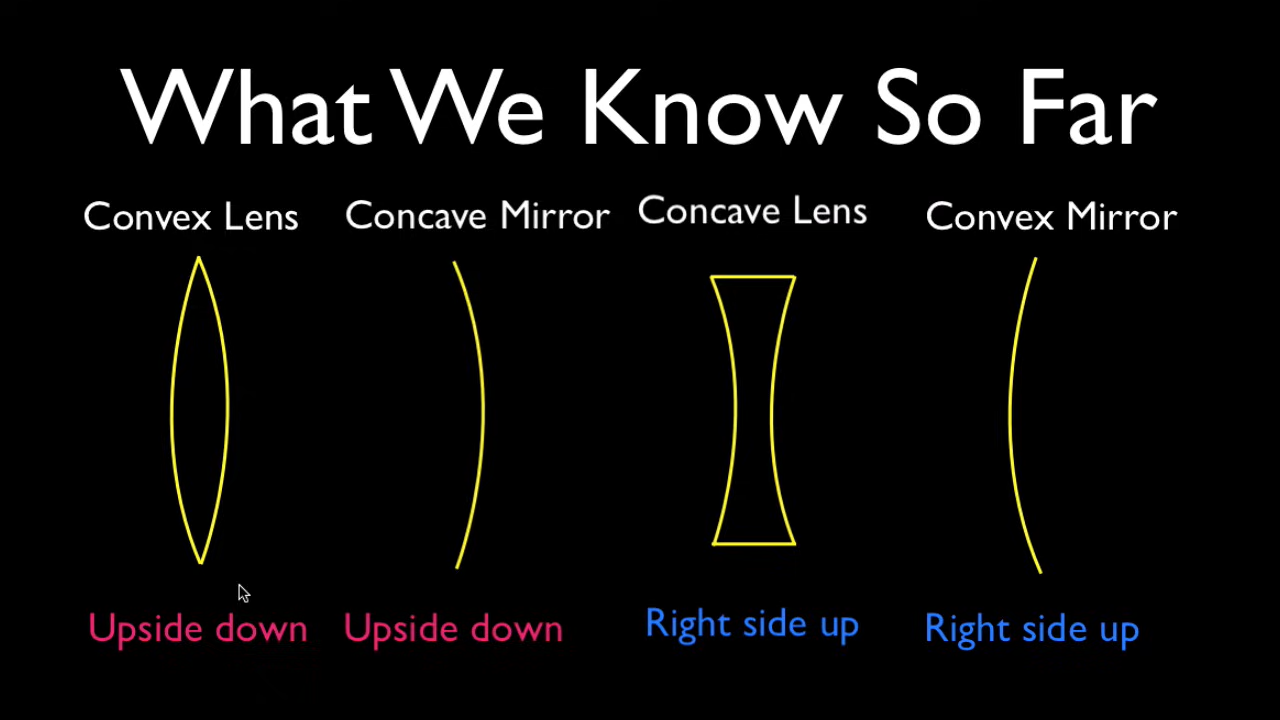 What We Know So Far
Convex Lens
Concave Mirror
Concave Lens
Convex Mirror
Upside down
Upside down
Right side up
Right side up